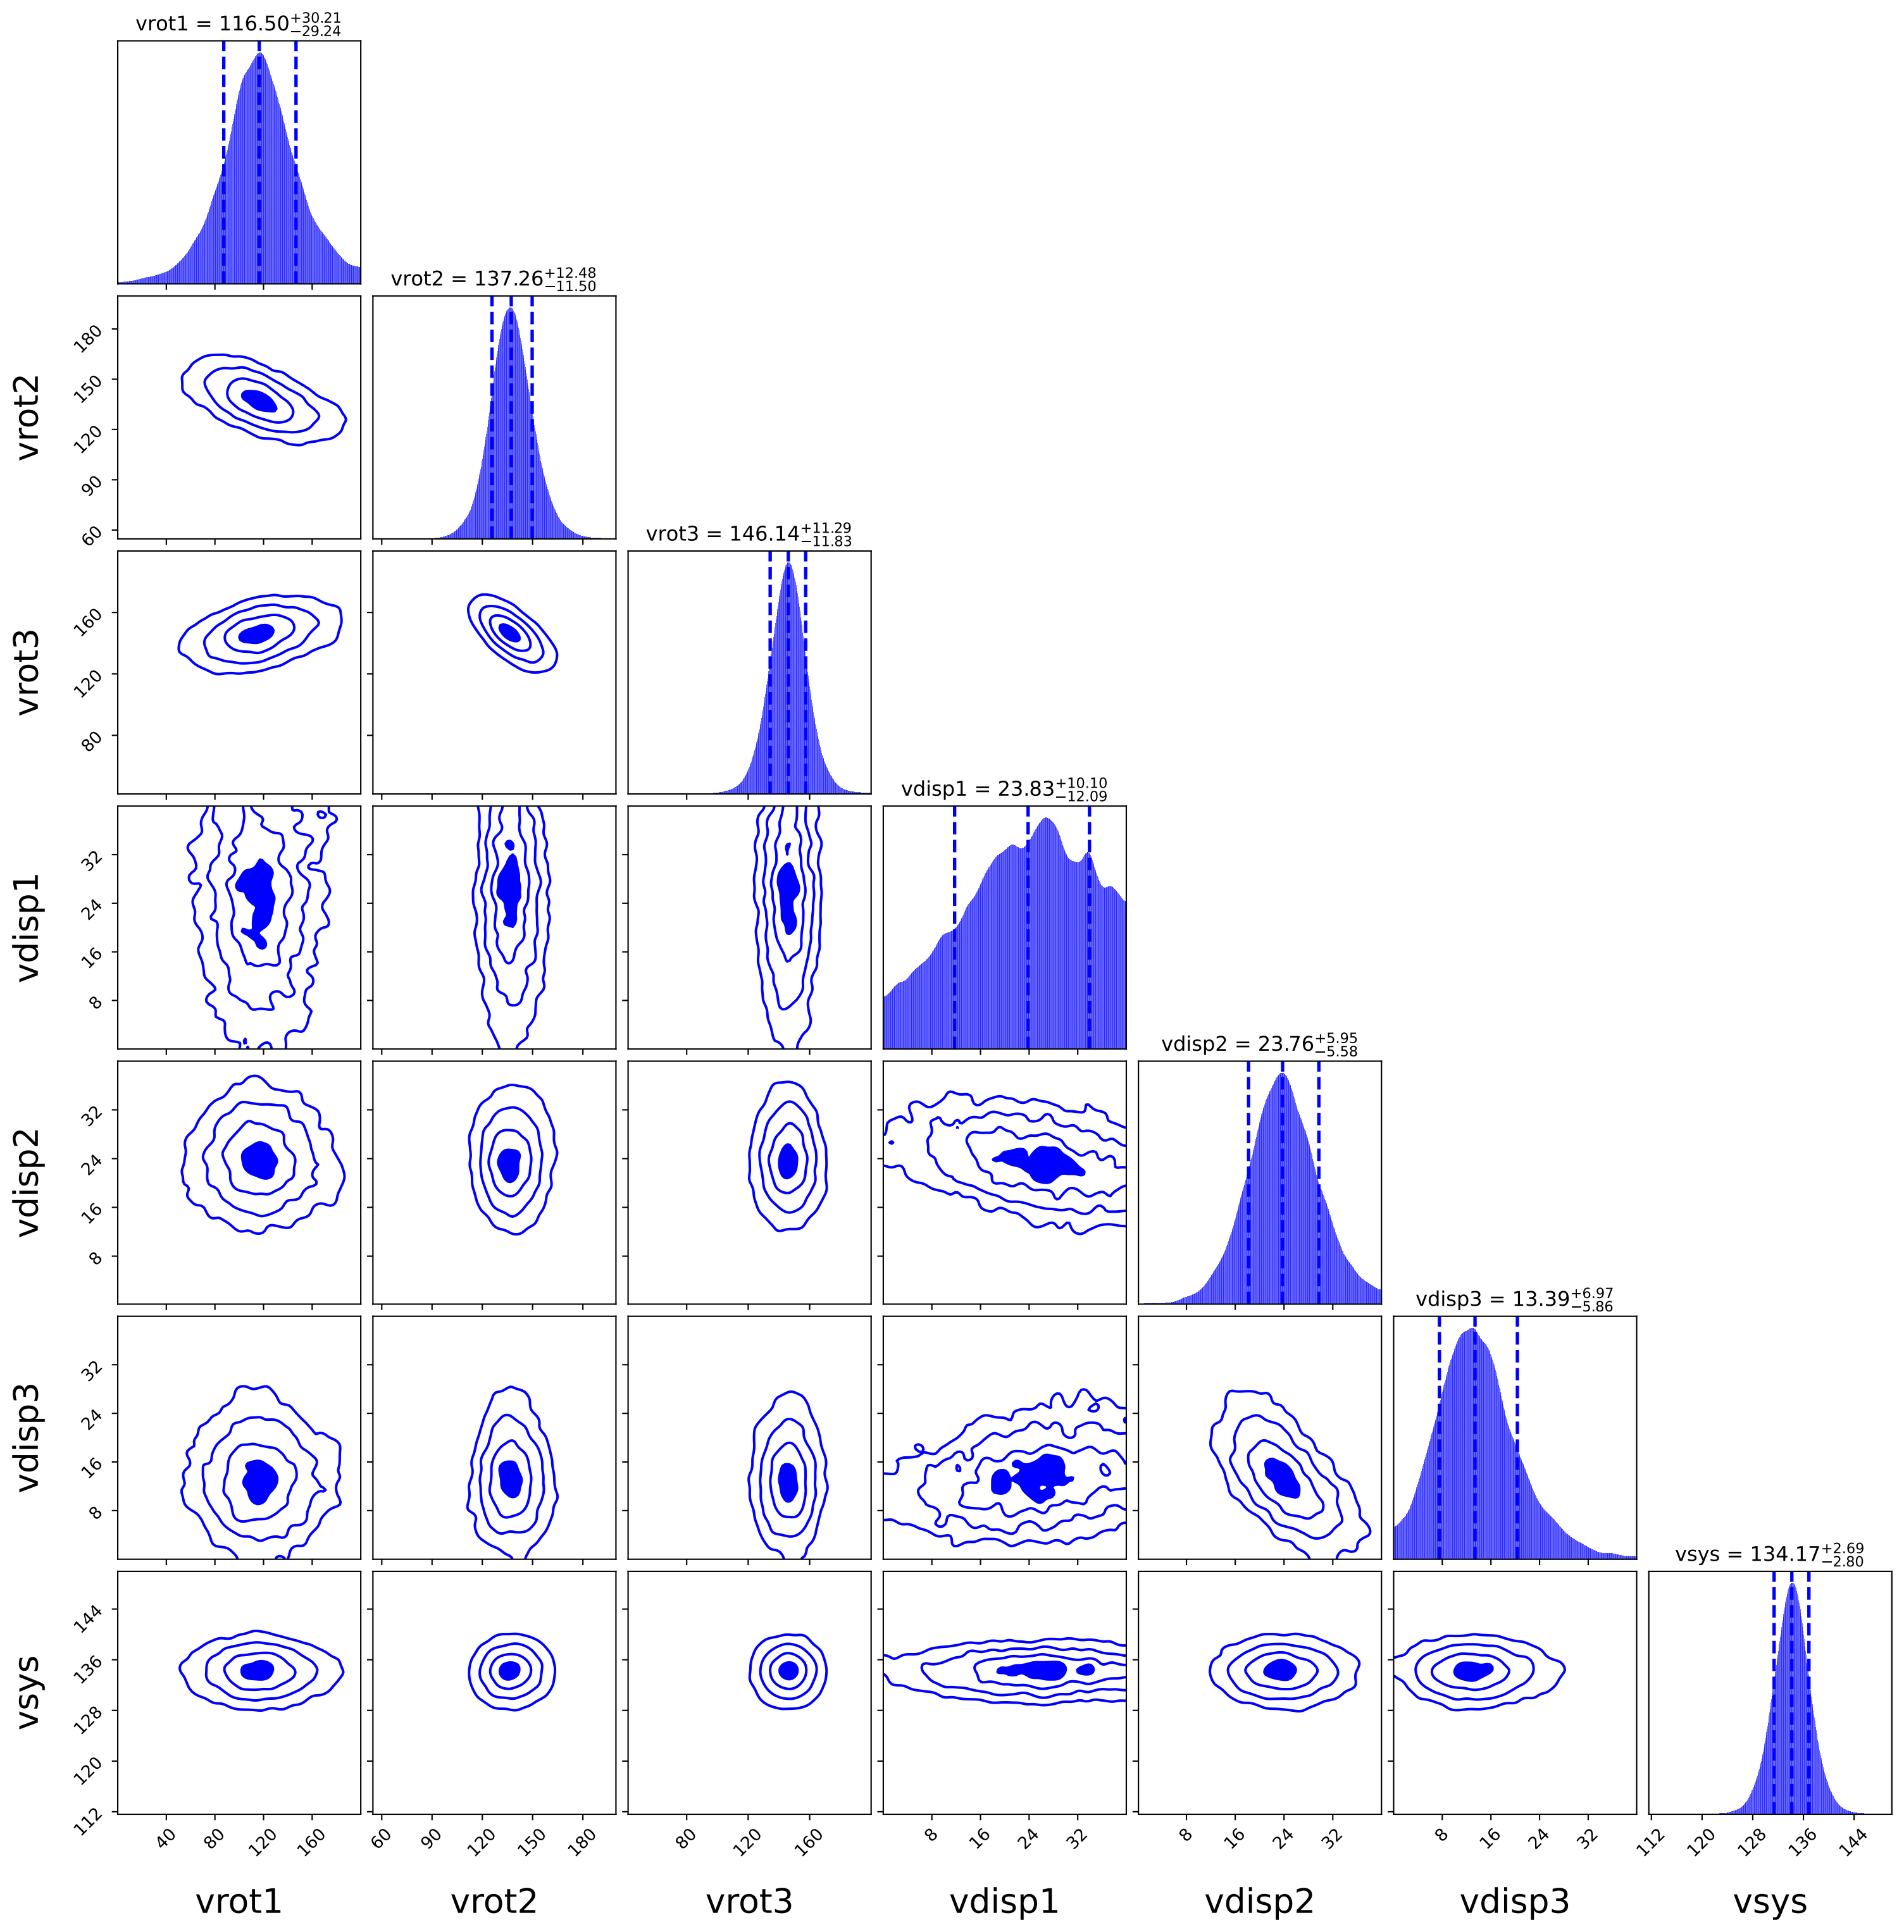 vrot1 = 116.50 +30.21 −29.24
vrot2 = 137.26 +12.48 −11.50
180
150
120
90
60
vrot2
vrot3 = 146.14 +11.29 −11.83
160
120
80
vrot3
vdisp1 = 23.83 +10.10 −12.09
32
24
16
8
vdisp1
vdisp2 = 23.76 +5.95 −5.58
32
24
16
8
vdisp2
vdisp3 = 13.39 +6.97 −5.86
32
24
16
8
vdisp3
vsys = 134.17 +2.69 −2.80
144
136
128
120
112
vsys
40 80 120 160 60 90 120 150 180 80 120 160 8 16 24 32 8 16 24 32 8 16 24 32 112 120 128 136 144
vrot1 vrot2 vrot3 vdisp1 vdisp2 vdisp3 vsys